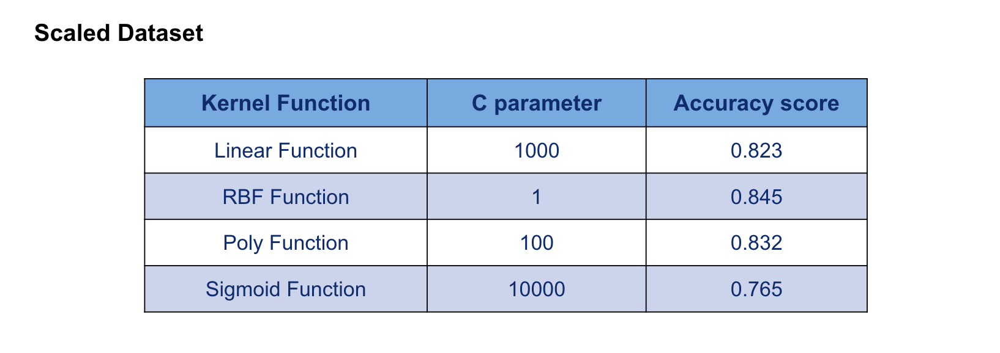 Scaled Dataset
Kernel Function C parameter Accuracy score
Linear Function 1000 0.823
RBF Function 1 0.845
Poly Function 100 0.832
Sigmoid Function 10000 0.765